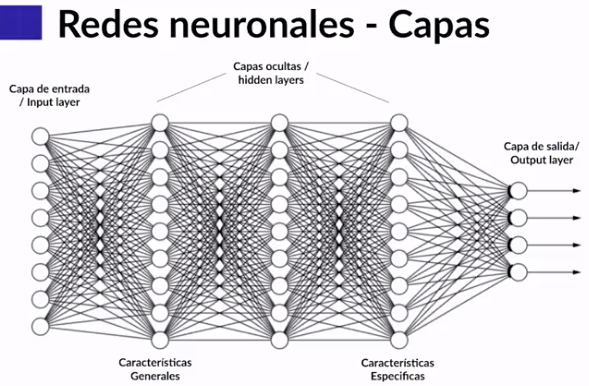 Redes neuronales - Capas
Capas ocultas /
hidden layers
Capa de entrada
/ Input layer
Capa de salida/
Output layer
Características
Generales
Características
Especificas